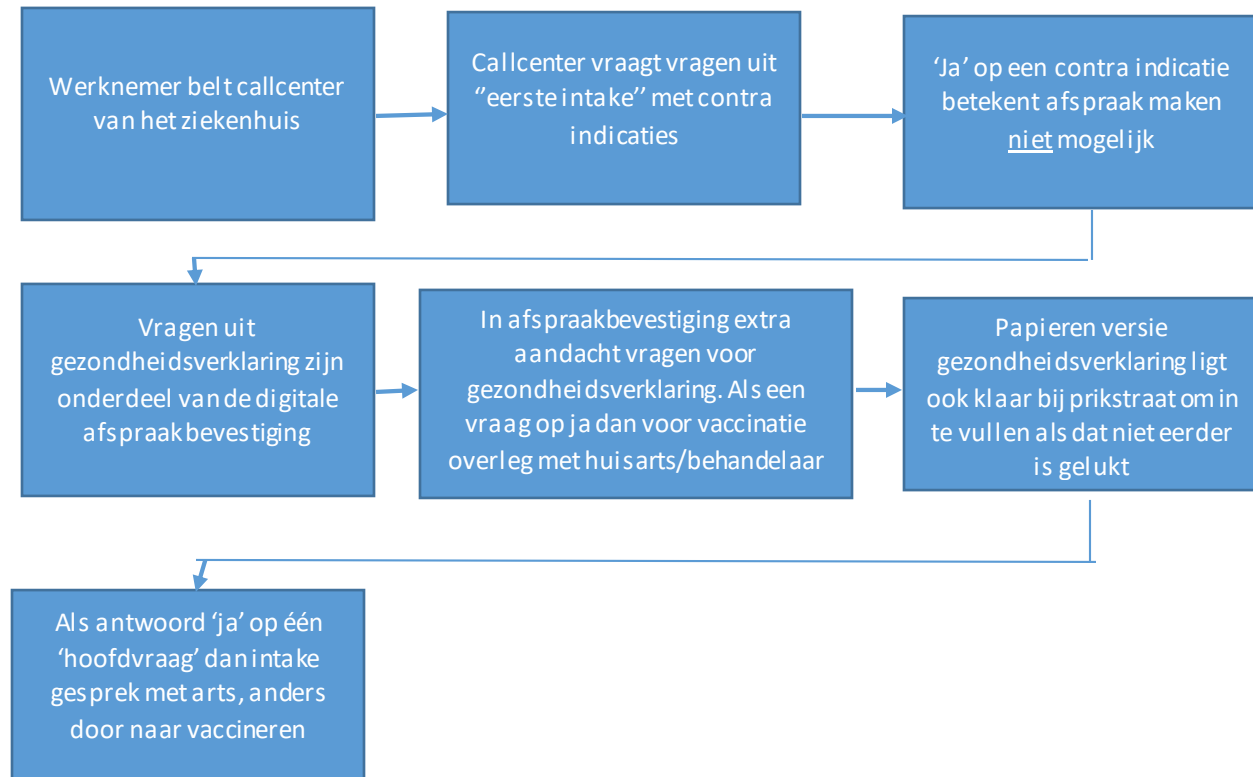 Werknemer belt callcenter
van het ziekenhuis
Callcenter vraagt vragen uit
‘’eerste intake’’ met contra
indicaties
‘Ja’ op een contra indicatie
betekent afspraak maken
niet mogelijk
Vragen uit
gezondheidsverklaring zijn
onderdeel van de digitale
afspraakbevestiging
In afspraakbevestiging extra
aandacht vragen voor
gezondheidsverklaring. Als een
vraag op ja dan voor vaccinatie
overleg met huisarts/behandelaar
Papieren versie
gezondheidsverklaring ligt
ook klaar bij prikstraat om in
te vullen als dat niet eerder
is gelukt
Als antwoord ‘ja’ op één
‘hoofdvraag’ dan intake
gesprek met arts, anders
door naar vaccineren